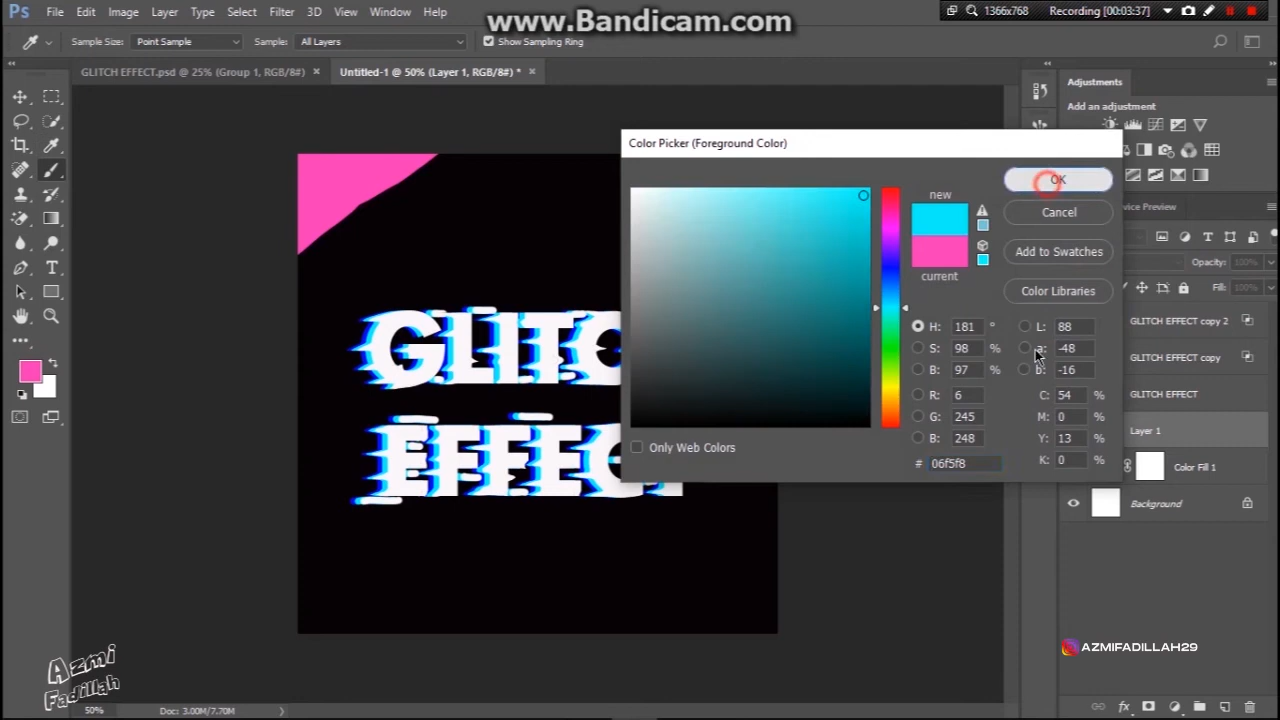 www.Bandicam.com
Ps File Edit Image Layer Type Select Filter 3D View Window Help
1366x768 Recording [00:03:37]
Sample Size: Point Sample Sample: All Layers Show Sampling Ring
GLITCH EFFECT.psd @ 25% (Group 1, RGB/8#) × Untitled-1 @ 50% (Layer 1, RGB/8#) * ×
Adjustments
Add an adjustment
Color Picker (Foreground Color)
OK
new
Cancel
Add to Swatches
current
Color Libraries
H: 181 ° L: 88
S: 98 % a: -48
B: 97 % b: -16
R: 6 C: 54 %
G: 245 M: 0 %
B: 248 Y: 13 %
# 06f5f8 K: 0 %
Only Web Colors
vice Preview
Opacity: 100%
Fill: 100%
GLITCH EFFECT copy 2
GLITCH EFFECT copy
GLITCH EFFECT
Layer 1
Color Fill 1
Background
GLITC
EFFEC
Azmi
Fadillah
AZMIFADILLAH29
50% Doc: 3.00M/7.70M
fx